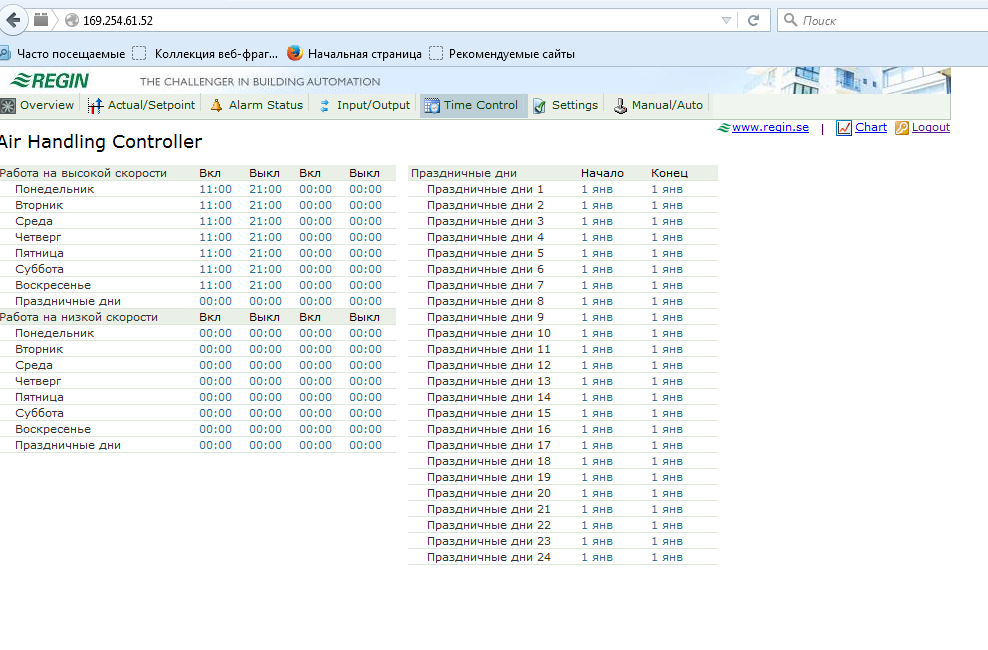 169.254.61.52
Поиск
Часто посещаемые Коллекция веб-фраг... Начальная страница Рекомендуемые сайты
REGIN THE CHALLENGER IN BUILDING AUTOMATION
Overview Actual/Setpoint Alarm Status Input/Output Time Control Settings Manual/Auto
www.regin.se | Chart Logout
Air Handling Controller
Работа на высокой скорости Вкл Выкл Вкл Выкл
Понедельник 11:00 21:00 00:00 00:00
Вторник 11:00 21:00 00:00 00:00
Среда 11:00 21:00 00:00 00:00
Четверг 11:00 21:00 00:00 00:00
Пятница 11:00 21:00 00:00 00:00
Суббота 11:00 21:00 00:00 00:00
Воскресенье 11:00 21:00 00:00 00:00
Праздничные дни 00:00 00:00 00:00 00:00
Работа на низкой скорости Вкл Выкл Вкл Выкл
Понедельник 00:00 00:00 00:00 00:00
Вторник 00:00 00:00 00:00 00:00
Среда 00:00 00:00 00:00 00:00
Четверг 00:00 00:00 00:00 00:00
Пятница 00:00 00:00 00:00 00:00
Суббота 00:00 00:00 00:00 00:00
Воскресенье 00:00 00:00 00:00 00:00
Праздничные дни 00:00 00:00 00:00 00:00
Праздничные дни Начало Конец
Праздничные дни 1 1 янв 1 янв
Праздничные дни 2 1 янв 1 янв
Праздничные дни 3 1 янв 1 янв
Праздничные дни 4 1 янв 1 янв
Праздничные дни 5 1 янв 1 янв
Праздничные дни 6 1 янв 1 янв
Праздничные дни 7 1 янв 1 янв
Праздничные дни 8 1 янв 1 янв
Праздничные дни 9 1 янв 1 янв
Праздничные дни 10 1 янв 1 янв
Праздничные дни 11 1 янв 1 янв
Праздничные дни 12 1 янв 1 янв
Праздничные дни 13 1 янв 1 янв
Праздничные дни 14 1 янв 1 янв
Праздничные дни 15 1 янв 1 янв
Праздничные дни 16 1 янв 1 янв
Праздничные дни 17 1 янв 1 янв
Праздничные дни 18 1 янв 1 янв
Праздничные дни 19 1 янв 1 янв
Праздничные дни 20 1 янв 1 янв
Праздничные дни 21 1 янв 1 янв
Праздничные дни 22 1 янв 1 янв
Праздничные дни 23 1 янв 1 янв
Праздничные дни 24 1 янв 1 янв